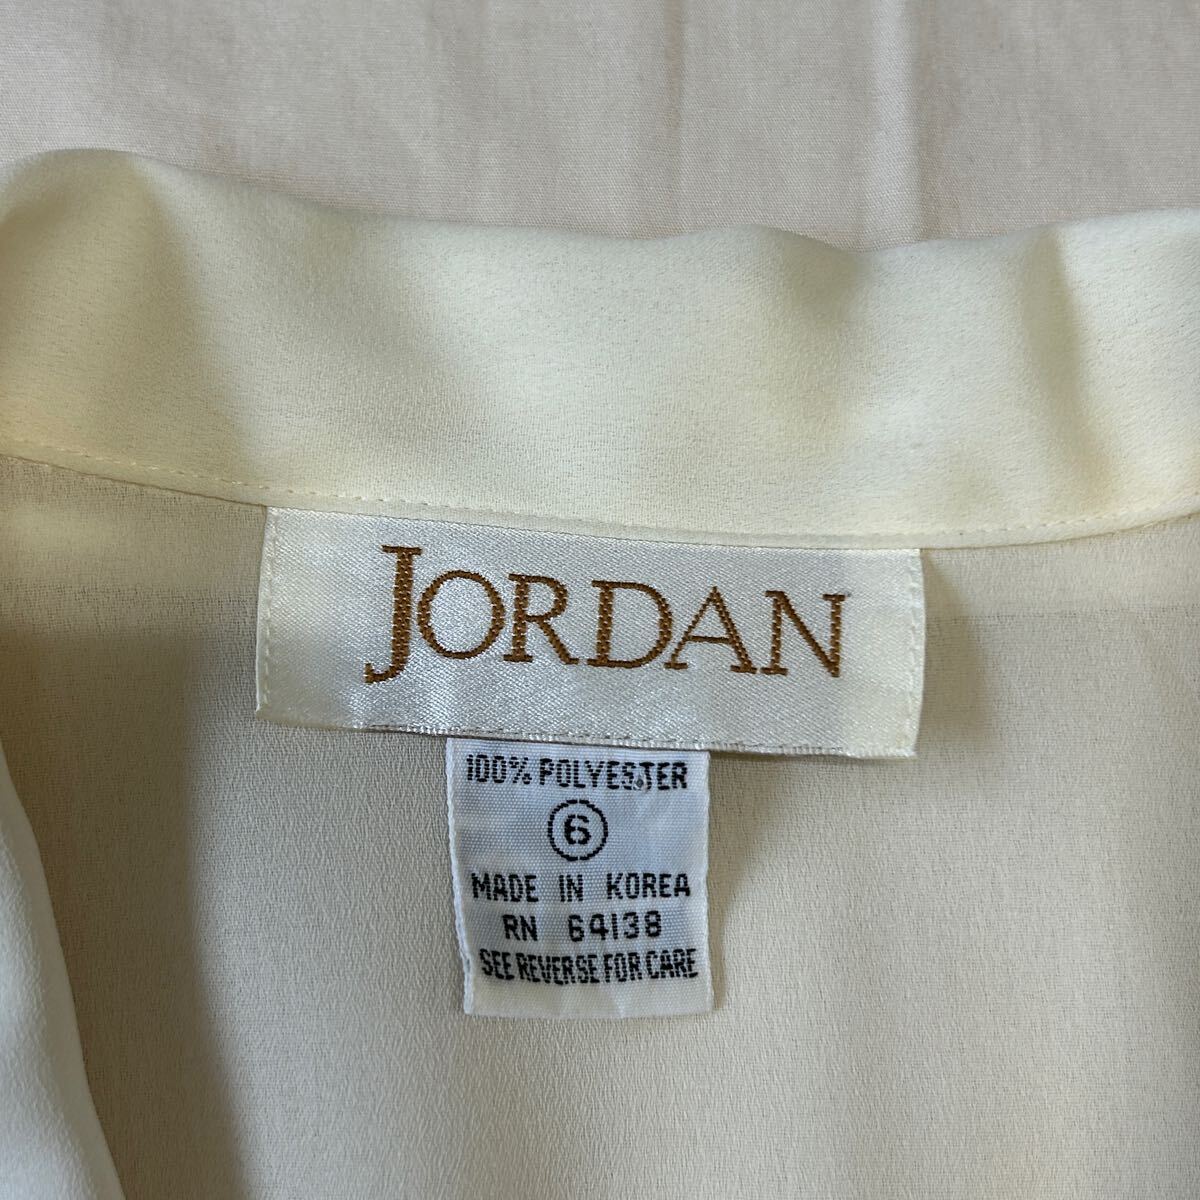 JORDAN
100% POLYESTER
6
MADE IN KOREA
RN 64138
SEE REVERSE FOR CARE